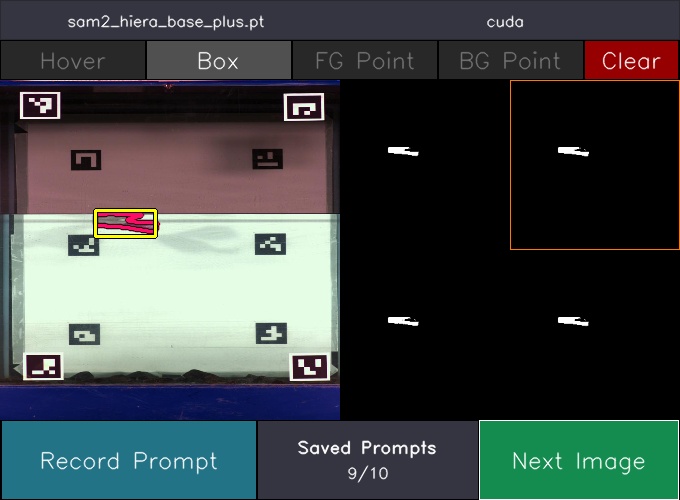 sam2_hiera_base_plus.pt
cuda
Hover
Box
FG Point
BG Point
Clear
Record Prompt
Saved Prompts
9/10
Next Image